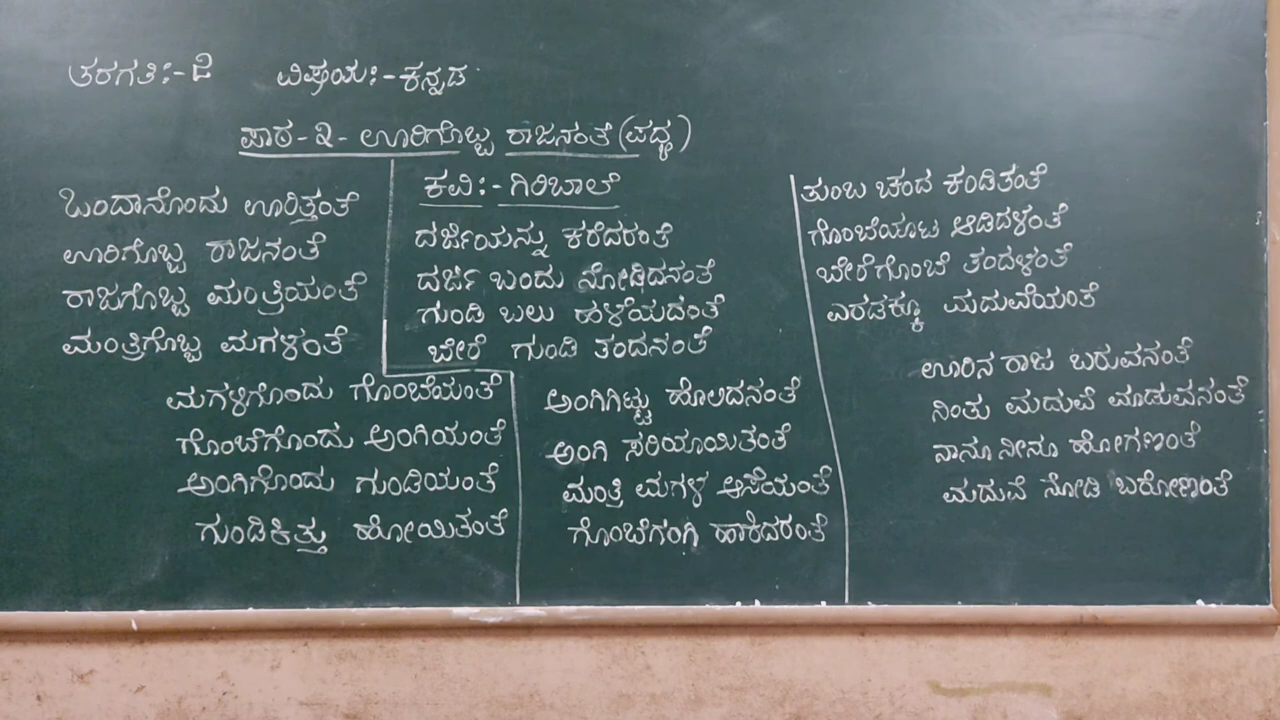 ತರಗತಿ:- ೨ ವಿಷಯ:- ಕನ್ನಡ
ಪಾಠ - ೩ - ಊರಿಗೊಬ್ಬ ರಾಜನಂತೆ (ಪದ್ಯ)
ಕವಿ:- ಗಿರಿಬಾಲೆ
ಒಂದಾನೊಂದು ಊರಿತ್ತಂತೆ
ಊರಿಗೊಬ್ಬ ರಾಜನಂತೆ
ರಾಜಗೊಬ್ಬ ಮಂತ್ರಿಯಂತೆ
ಮಂತ್ರಿಗೊಬ್ಬ ಮಗಳಂತೆ
ಮಗಳಿಗೊಂದು ಗೊಂಬೆಯಂತೆ
ಗೊಂಬೆಗೊಂದು ಅಂಗಿಯಂತೆ
ಅಂಗಿಗೊಂದು ಗುಂಡಿಯಂತೆ
ಗುಂಡಿಕಿತ್ತು ಹೋಯಿತಂತೆ
ದರ್ಜಿಯನ್ನು ಕರೆದರಂತೆ
ದರ್ಜಿ ಬಂದು ನೋಡಿದನಂತೆ
ಗುಂಡಿ ಬಲು ಹಳೆಯದಂತೆ
ಬೇರೆ ಗುಂಡಿ ತಂದನಂತೆ
ಅಂಗಿಗಿಟ್ಟು ಹೊಲಿದನಂತೆ
ಅಂಗಿ ಸರಿಯಾಯಿತಂತೆ
ಮಂತ್ರಿ ಮಗಳ ಆಸೆಯಂತೆ
ಗೊಂಬೆಗಂಗಿ ಹಾಕಿದರಂತೆ
ತುಂಬ ಚಂದ ಕಂಡಿತಂತೆ
ಗೊಂಬೆಯಾಟ ಆಡಿದಳಂತೆ
ಬೇರೆಗೊಂಬೆ ತಂದಳಂತೆ
ಎರಡಕ್ಕೂ ಮದುವೆಯಂತೆ
ಊರಿನ ರಾಜ ಬರುವನಂತೆ
ನಿಂತು ಮದುವೆ ಮಾಡುವನಂತೆ
ನಾನೂ ನೀನೂ ಹೋಗಣಂತೆ
ಮದುವೆ ನೋಡಿ ಬರೋಣಂತೆ